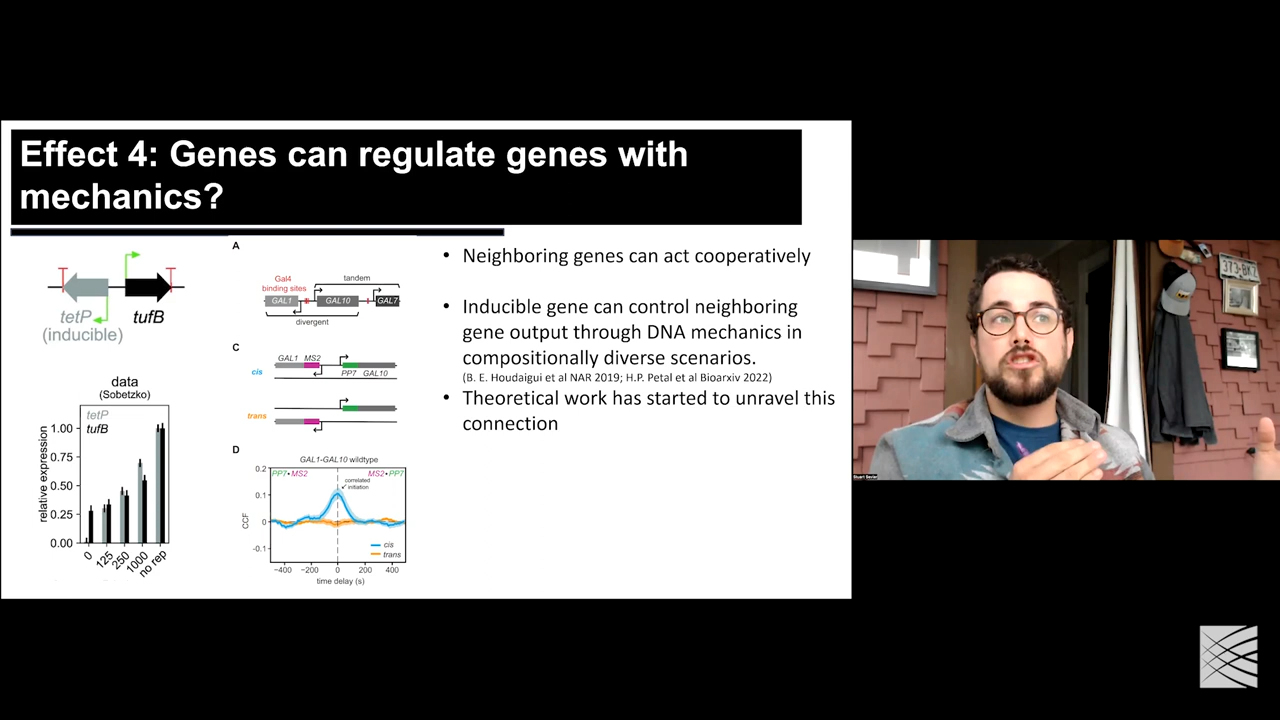 Effect 4: Genes can regulate genes with
mechanics?
tetP
(inducible)
tufB
data
(Sobetzko)
tetP
tufB
relative expression
1.00
0.75
0.50
0.25
0.00
0
125
250
1000
no rep
A
Gal4
binding sites
tandem
GAL1
GAL10
GAL7
divergent
C
GAL1 MS2
cis
PP7 GAL10
trans
D
GAL1-GAL10 wildtype
PP7•MS2
MS2•PP7
correlated
initiation
CCF
0.2
0.1
0
-0.1
cis
trans
−400 −200 0 200 400
time delay (s)
• Neighboring genes can act cooperatively
• Inducible gene can control neighboring
gene output through DNA mechanics in
compositionally diverse scenarios.
(B. E. Houdaigui et al NAR 2019; H.P. Petal et al Bioarxiv 2022)
• Theoretical work has started to unravel this
connection